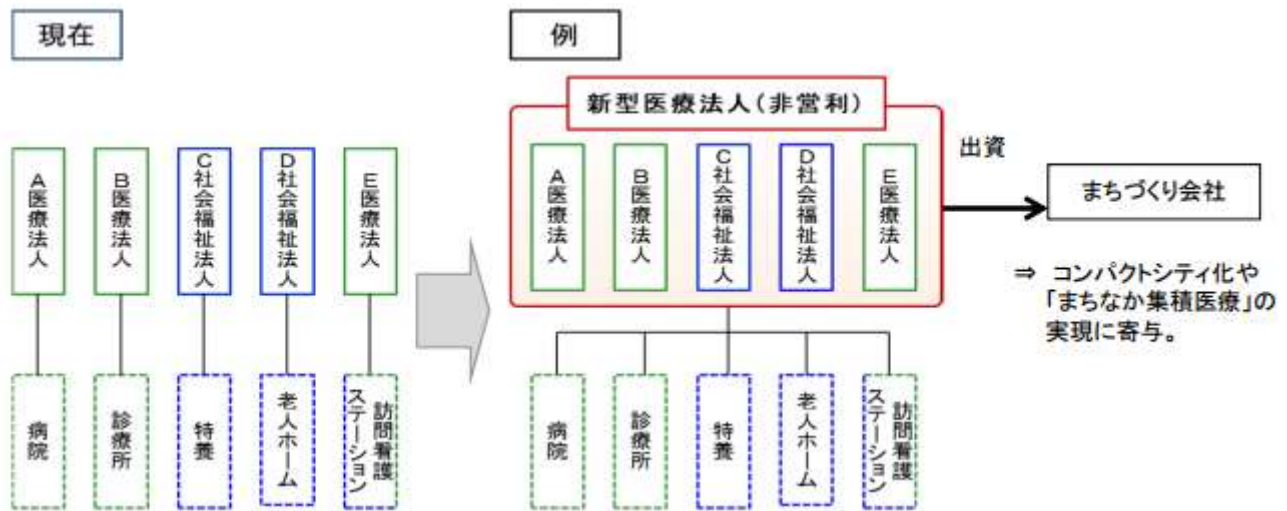 現在
A医療法人
B医療法人
C社会福祉法人
D社会福祉法人
E医療法人
病院
診療所
特養
老人ホーム
訪問看護
ステーション
例
新型医療法人(非営利)
A医療法人
B医療法人
C社会福祉法人
D社会福祉法人
E医療法人
病院
診療所
特養
老人ホーム
訪問看護
ステーション
出資
まちづくり会社
⇒ コンパクトシティ化や
「まちなか集積医療」の
実現に寄与。